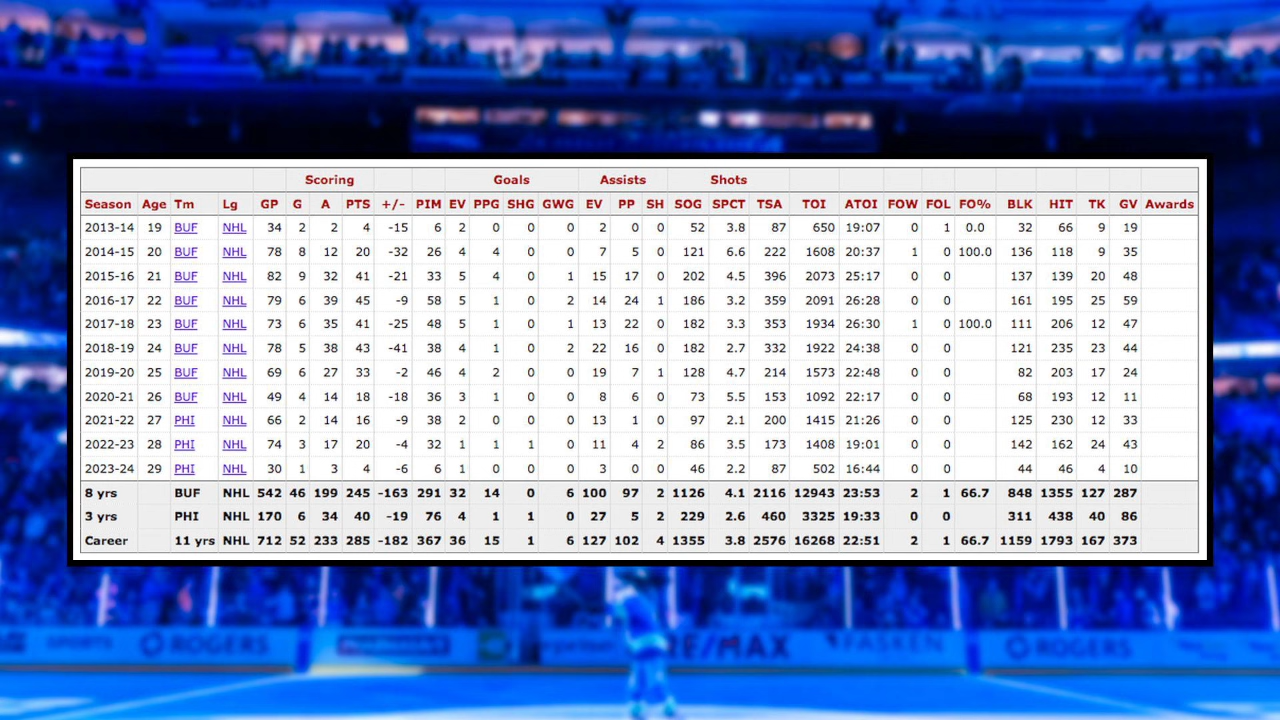 Scoring Goals Assists Shots
Season Age Tm Lg GP G A PTS +/- PIM EV PPG SHG GWG EV PP SH SOG SPCT TSA TOI ATOI FOW FOL FO% BLK HIT TK GV Awards
2013-14 19 BUF NHL 34 2 2 4 -15 6 2 0 0 0 2 0 0 52 3.8 87 650 19:07 0 1 0.0 32 66 9 19
2014-15 20 BUF NHL 78 8 12 20 -32 26 4 4 0 0 7 5 0 121 6.6 222 1608 20:37 1 0 100.0 136 118 9 35
2015-16 21 BUF NHL 82 9 32 41 -21 33 5 4 0 1 15 17 0 202 4.5 396 2073 25:17 0 0 137 139 20 48
2016-17 22 BUF NHL 79 6 39 45 -9 58 5 1 0 2 14 24 1 186 3.2 359 2091 26:28 0 0 161 195 25 59
2017-18 23 BUF NHL 73 6 35 41 -25 48 5 1 0 1 13 22 0 182 3.3 353 1934 26:30 1 0 100.0 111 206 12 47
2018-19 24 BUF NHL 78 5 38 43 -41 38 4 1 0 2 22 16 0 182 2.7 332 1922 24:38 0 0 121 235 23 44
2019-20 25 BUF NHL 69 6 27 33 -2 46 4 2 0 0 19 7 1 128 4.7 214 1573 22:48 0 0 82 203 17 24
2020-21 26 BUF NHL 49 4 14 18 -18 36 3 1 0 0 8 6 0 73 5.5 153 1092 22:17 0 0 68 193 12 11
2021-22 27 PHI NHL 66 2 14 16 -9 38 2 0 0 0 13 1 0 97 2.1 200 1415 21:26 0 0 125 230 12 33
2022-23 28 PHI NHL 74 3 17 20 -4 32 1 1 1 0 11 4 2 86 3.5 173 1408 19:01 0 0 142 162 24 43
2023-24 29 PHI NHL 30 1 3 4 -6 6 1 0 0 0 3 0 0 46 2.2 87 502 16:44 0 0 44 46 4 10
8 yrs BUF NHL 542 46 199 245 -163 291 32 14 0 6 100 97 2 1126 4.1 2116 12943 23:53 2 1 66.7 848 1355 127 287
3 yrs PHI NHL 170 6 34 40 -19 76 4 1 1 0 27 5 2 229 2.6 460 3325 19:33 0 0 311 438 40 86
Career 11 yrs NHL 712 52 233 285 -182 367 36 15 1 6 127 102 4 1355 3.8 2576 16268 22:51 2 1 66.7 1159 1793 167 373
SPORTS ROGERS RE/MAX FASKEN ROGERS